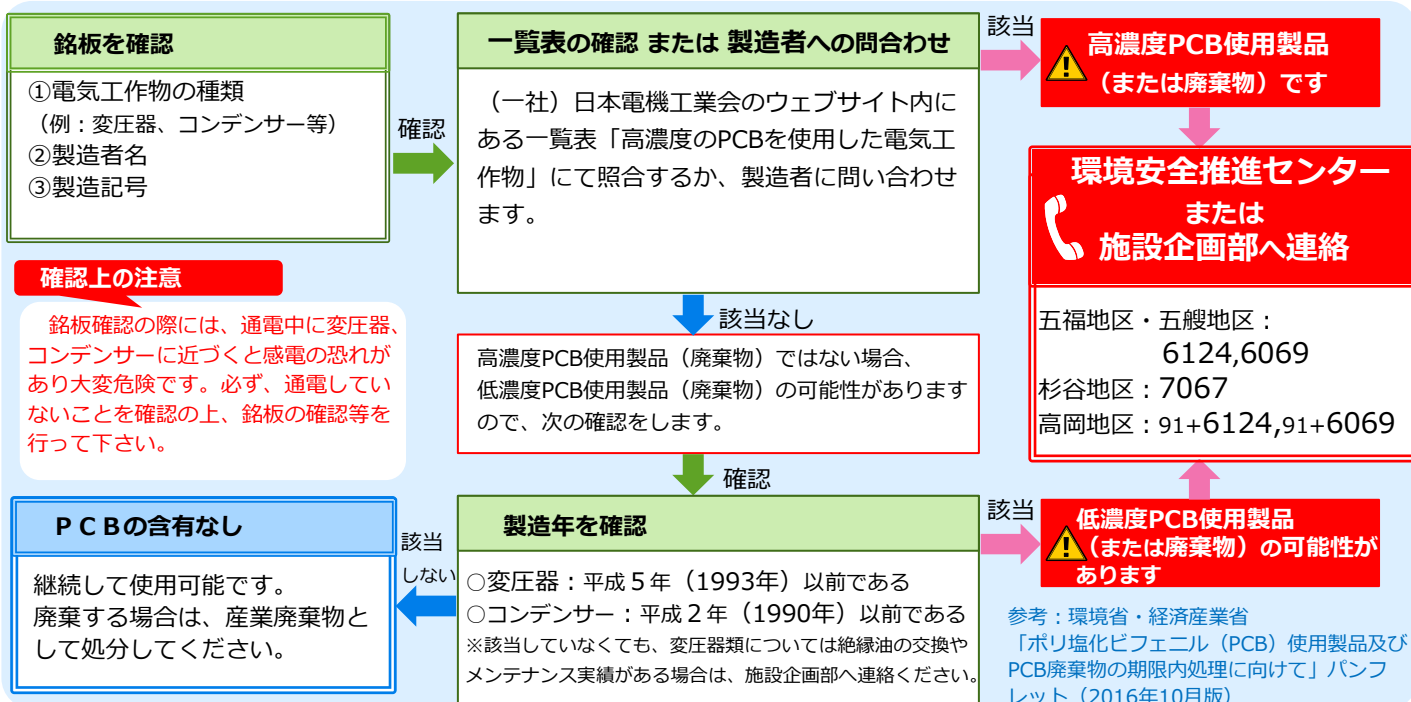 銘板を確認
①電気工作物の種類
（例：変圧器、コンデンサー等）
②製造者名
③製造記号
確認
一覧表の確認 または 製造者への問合わせ
（一社）日本電機工業会のウェブサイト内に
ある一覧表「高濃度のPCBを使用した電気工
作物」にて照合するか、製造者に問い合わせ
ます。
該当
高濃度PCB使用製品
（または廃棄物）です
環境安全推進センター
または
施設企画部へ連絡
五福地区・五艘地区：
6124,6069
杉谷地区：7067
高岡地区：91+6124,91+6069
確認上の注意
銘板確認の際には、通電中に変圧器、
コンデンサーに近づくと感電の恐れが
あり大変危険です。必ず、通電してい
ないことを確認の上、銘板の確認等を
行って下さい。
該当なし
高濃度PCB使用製品（廃棄物）ではない場合、
低濃度PCB使用製品（廃棄物）の可能性があります
ので、次の確認をします。
確認
製造年を確認
○変圧器：平成５年（1993年）以前である
○コンデンサー：平成２年（1990年）以前である
※該当していなくても、変圧器類については絶縁油の交換や
メンテナンス実績がある場合は、施設企画部へ連絡ください。
該当
しない
ＰＣＢの含有なし
継続して使用可能です。
廃棄する場合は、産業廃棄物と
して処分してください。
該当
低濃度PCB使用製品
（または廃棄物）の可能性が
あります
参考：環境省・経済産業省
「ポリ塩化ビフェニル（PCB）使用製品及び
PCB廃棄物の期限内処理に向けて」パンフ
レット（2016年10月版）